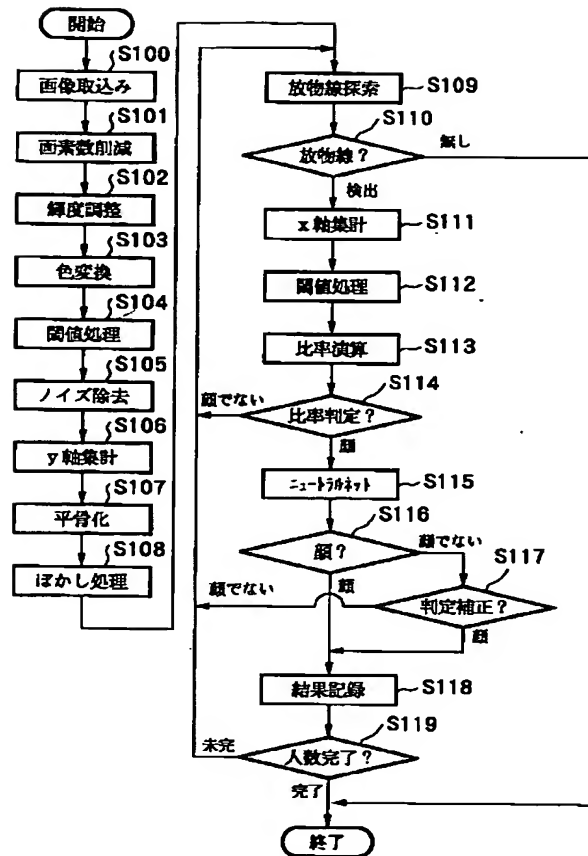 開始
S100
画像取込み
S101
画素数削減
S102
輝度調整
S103
色変換
S104
閾値処理
S105
ノイズ除去
S106
y軸集計
S107
平骨化
S108
ぼかし処理
放物線探索
S109
S110
放物線?
無し
検出
x軸集計
S111
閾値処理
S112
比率演算
S113
S114
顔でない
比率判定?
顔
ニュートラルネット
S115
S116
顔?
顔でない
顔
S117
顔でない
判定補正?
顔
結果記録
S118
S119
未完
人数完了?
完了
終了